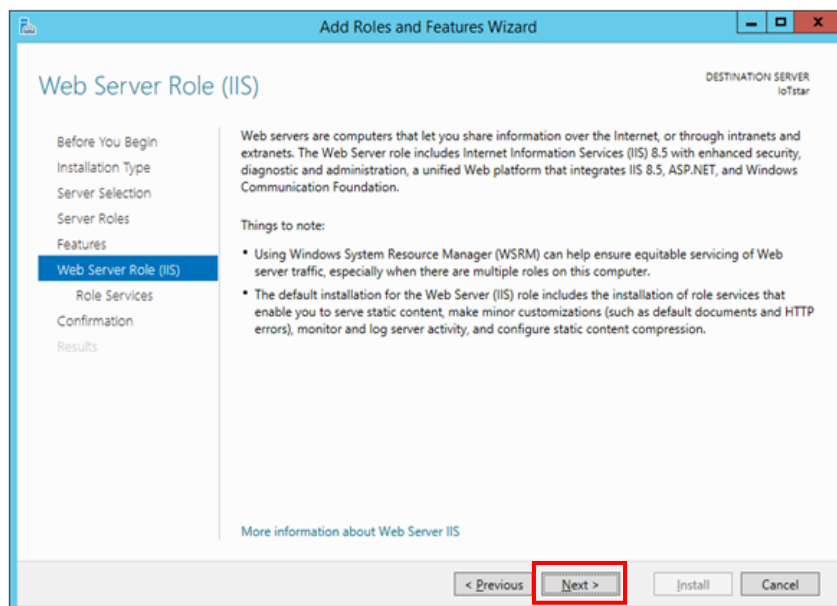 Add Roles and Features Wizard
Web Server Role (IIS)
DESTINATION SERVER
IoTstar
Before You Begin
Installation Type
Server Selection
Server Roles
Features
Web Server Role (IIS)
Role Services
Confirmation
Results
Web servers are computers that let you share information over the Internet, or through intranets and
extranets. The Web Server role includes Internet Information Services (IIS) 8.5 with enhanced security,
diagnostic and administration, a unified Web platform that integrates IIS 8.5, ASP.NET, and Windows
Communication Foundation.
Things to note:
• Using Windows System Resource Manager (WSRM) can help ensure equitable servicing of Web
server traffic, especially when there are multiple roles on this computer.
• The default installation for the Web Server (IIS) role includes the installation of role services that
enable you to serve static content, make minor customizations (such as default documents and HTTP
errors), monitor and log server activity, and configure static content compression.
More information about Web Server IIS
< Previous
Next >
Install
Cancel